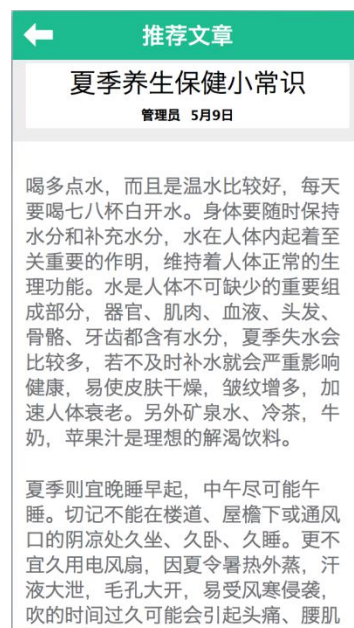 推荐文章
夏季养生保健小常识
管理员 5月9日
喝多点水，而且是温水比较好，每天
要喝七八杯白开水。身体要随时保持
水分和补充水分，水在人体内起着至
关重要的作明，维持着人体正常的生
理功能。水是人体不可缺少的重要组
成部分，器官、肌肉、血液、头发、
骨骼、牙齿都含有水分，夏季失水会
比较多，若不及时补水就会严重影响
健康，易使皮肤干燥，皱纹增多，加
速人体衰老。另外矿泉水、冷茶，牛
奶，苹果汁是理想的解渴饮料。
夏季则宜晚睡早起，中午尽可能午
睡。切记不能在楼道、屋檐下或通风
口的阴凉处久坐、久卧、久睡。更不
宜久用电风扇，因夏令暑热外蒸，汗
液大泄，毛孔大开，易受风寒侵袭，
吹的时间过久可能会引起头痛、腰肌